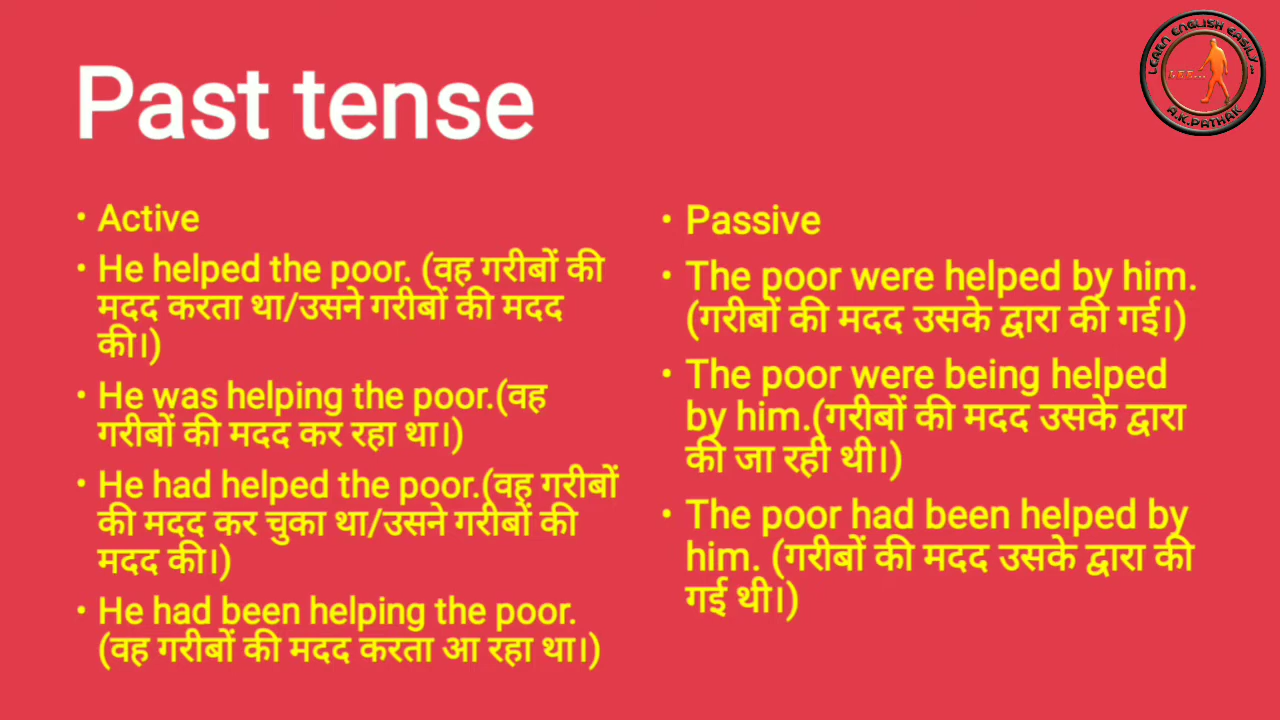 Past tense
LEARN ENGLISH EASILY...
LEE...
A.K.PATHAK
• Active
• He helped the poor. (वह गरीबों की
मदद करता था/उसने गरीबों की मदद
की।)
• He was helping the poor.(वह
गरीबों की मदद कर रहा था।)
• He had helped the poor.(वह गरीबों
की मदद कर चुका था/उसने गरीबों की
मदद की।)
• He had been helping the poor.
(वह गरीबों की मदद करता आ रहा था।)
• Passive
• The poor were helped by him.
(गरीबों की मदद उसके द्वारा की गई।)
• The poor were being helped
by him.(गरीबों की मदद उसके द्वारा
की जा रही थी।)
• The poor had been helped by
him. (गरीबों की मदद उसके द्वारा की
गई थी।)